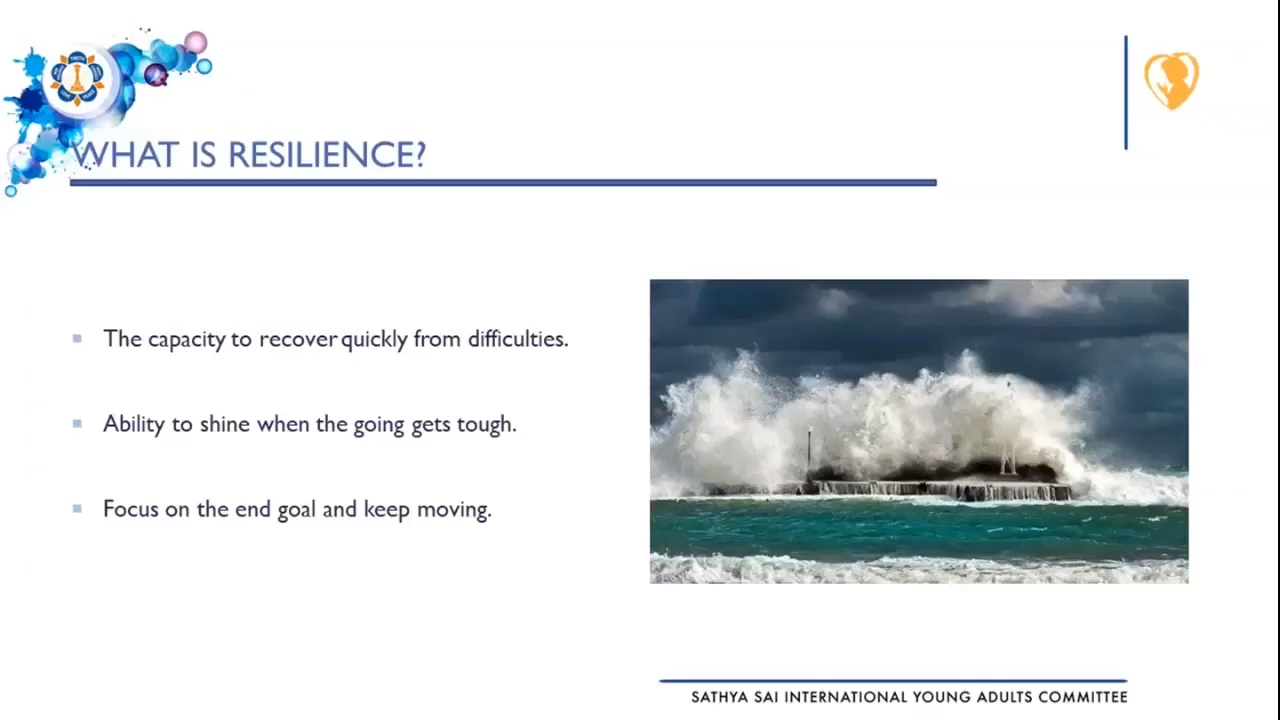 WHAT IS RESILIENCE?
The capacity to recover quickly from difficulties.
Ability to shine when the going gets tough.
Focus on the end goal and keep moving.
SATHYA SAI INTERNATIONAL YOUNG ADULTS COMMITTEE